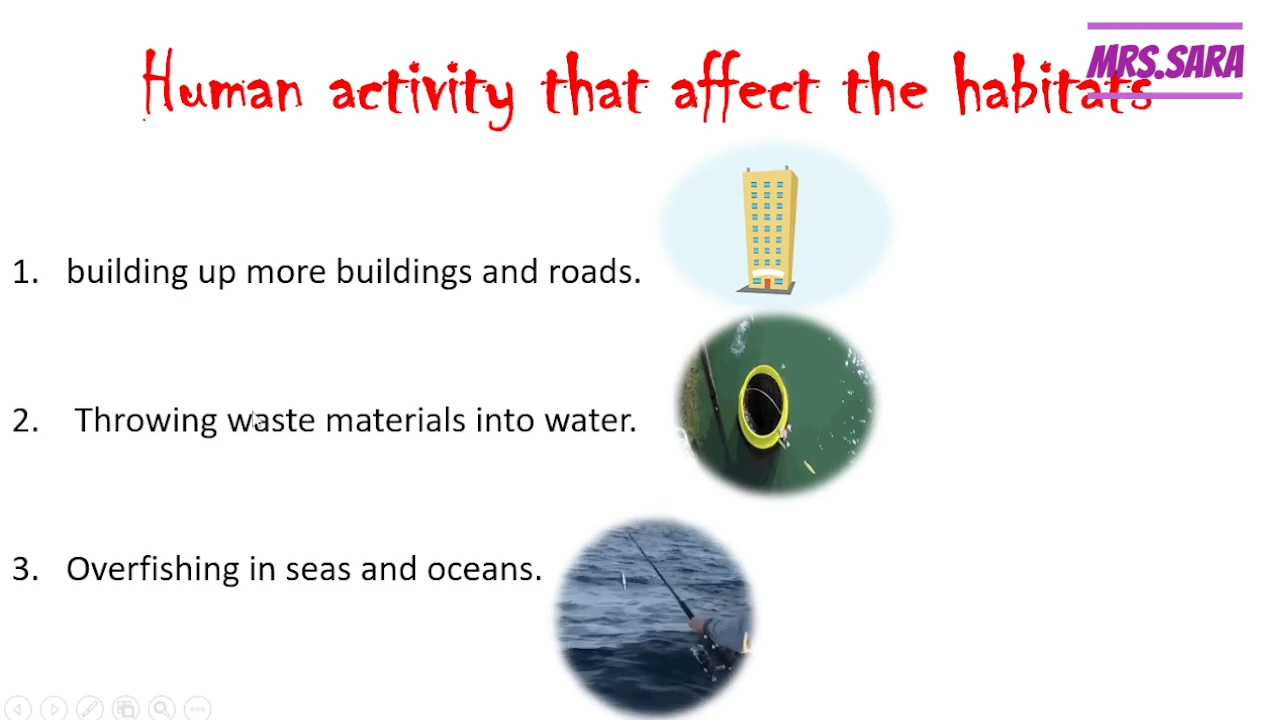 MRS.SARA
Human activity that affect the habitats
1. building up more buildings and roads.
2. Throwing waste materials into water.
3. Overfishing in seas and oceans.